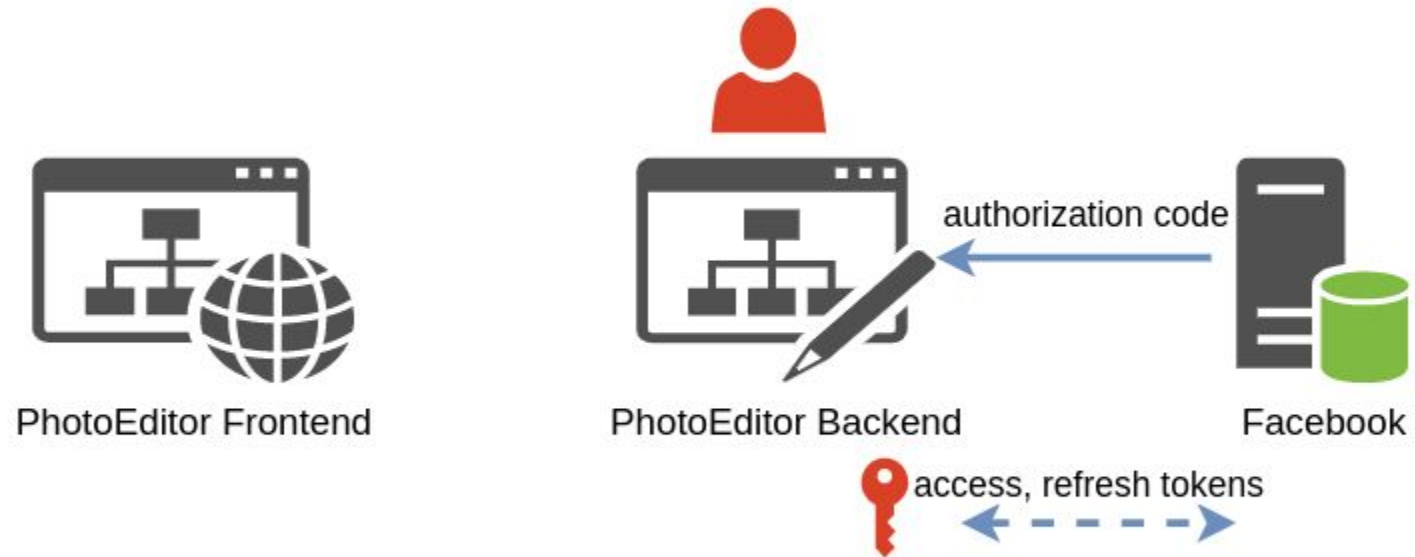 authorization code
PhotoEditor Frontend
PhotoEditor Backend
Facebook
access, refresh tokens